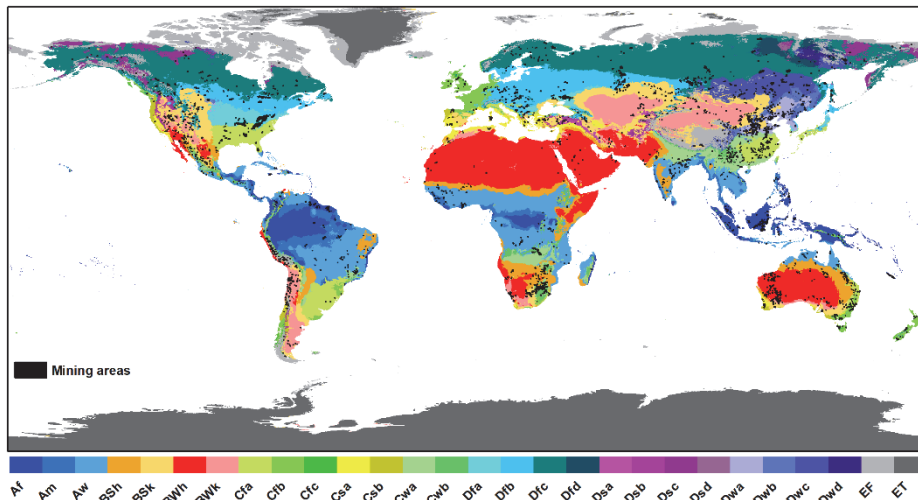 Mining areas
Af Am Aw BSh BSk BWh BWk Cfa Cfb Cfc Csa Csb Cwa Cwb Dfa Dfb Dfc Dfd Dsa Dsb Dsc Dsd Dwa Dwb Dwc Dwd EF ET